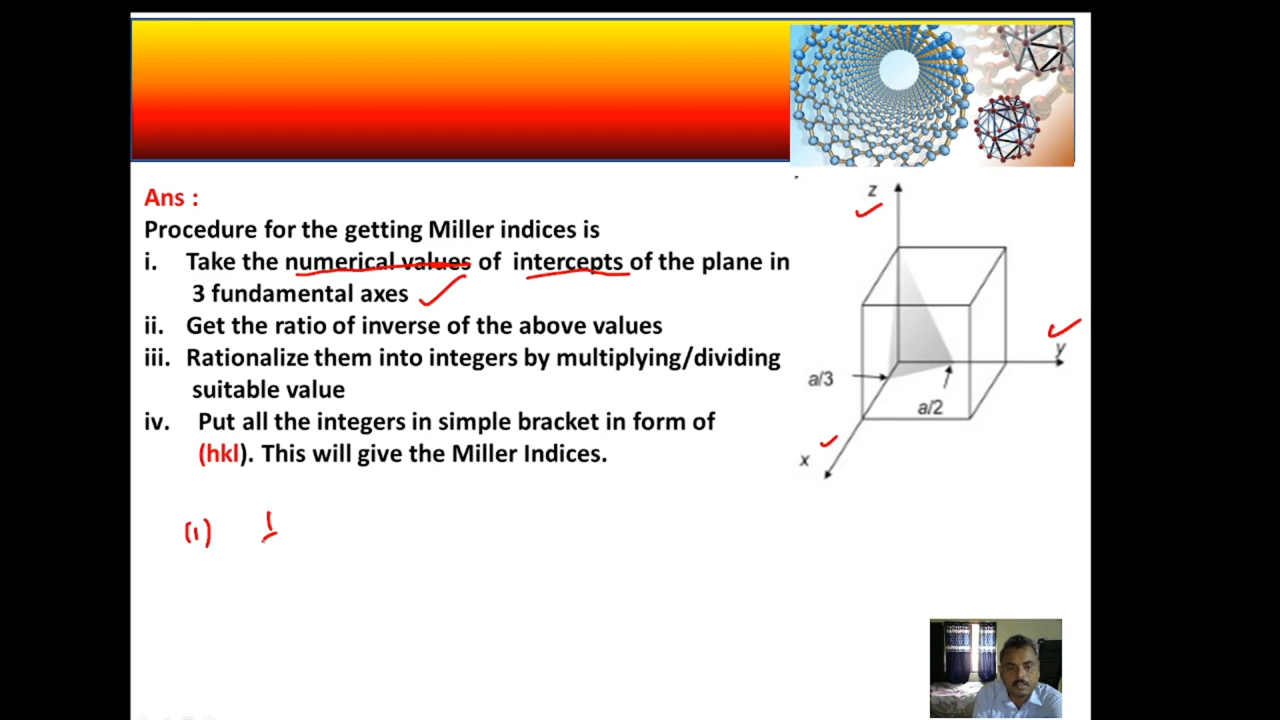 Ans :
Procedure for the getting Miller indices is
i. Take the numerical values of intercepts of the plane in
3 fundamental axes
ii. Get the ratio of inverse of the above values
iii. Rationalize them into integers by multiplying/dividing
suitable value
iv. Put all the integers in simple bracket in form of
(hkl). This will give the Miller Indices.
z
y
a/3
a/2
x
(1) 1